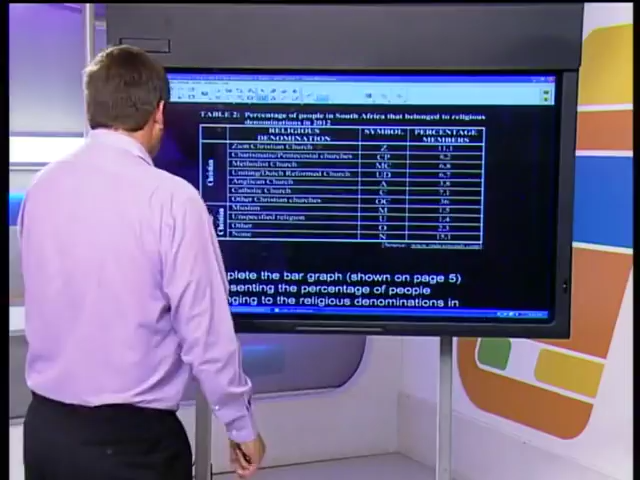 TABLE 2: Percentage of people in South Africa that belonged to religious
denominations in 2012
RELIGIOUS DENOMINATION SYMBOL PERCENTAGE MEMBERS
Christian
Zion Christian Church Z 11,1
Charismatic/Pentecostal churches CP 8,2
Methodist Church MC 6,8
Uniting/Dutch Reformed Church UD 6,7
Anglican Church A 3,8
Catholic Church C 7,1
Other Christian churches OC 36
Christian
Muslim M 1,5
Unspecified religion U 1,4
Other O 2,3
None N 15,1
[Source:
plete the bar graph (shown on page 5)
esenting the percentage of people
nging to the religious denominations in